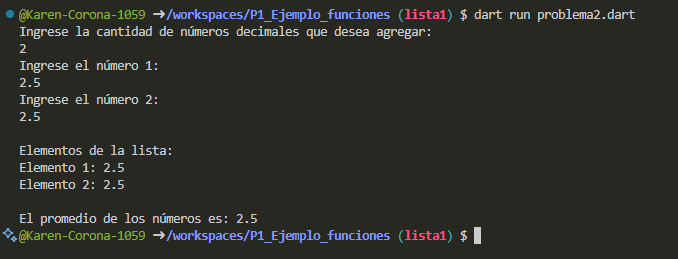 @Karen-Corona-1059 ➜/workspaces/P1_Ejemplo_funciones (lista1) $ dart run problema2.dart
Ingrese la cantidad de números decimales que desea agregar:
2
Ingrese el número 1:
2.5
Ingrese el número 2:
2.5
Elementos de la lista:
Elemento 1: 2.5
Elemento 2: 2.5
El promedio de los números es: 2.5
@Karen-Corona-1059 ➜/workspaces/P1_Ejemplo_funciones (lista1) $